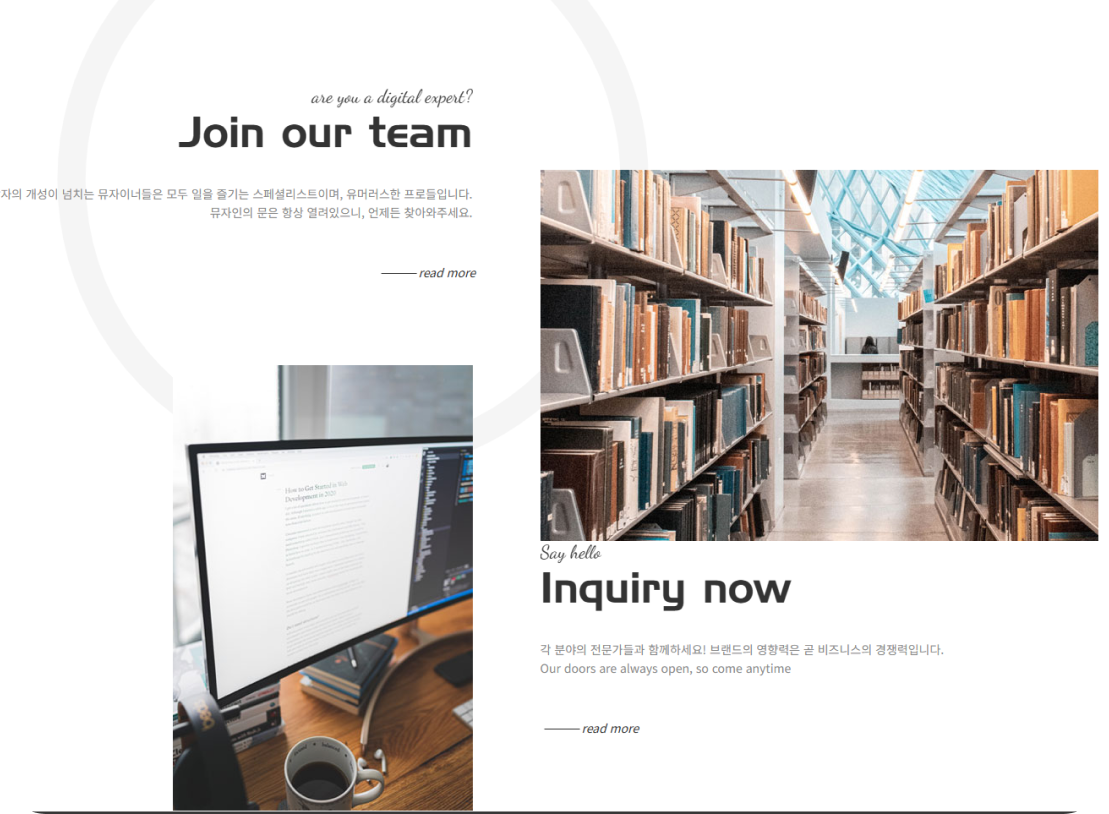 are you a digital expert?
Join our team
자의 개성이 넘치는 뮤자이너들은 모두 일을 즐기는 스페셜리스트이며, 유머러스한 프로들입니다.
뮤자인의 문은 항상 열려있으니, 언제든 찾아와주세요.
read more
How to Get Started in Web
Development in 2020
Say hello
Inquiry now
각 분야의 전문가들과 함께하세요! 브랜드의 영향력은 곧 비즈니스의 경쟁력입니다.
Our doors are always open, so come anytime
read more